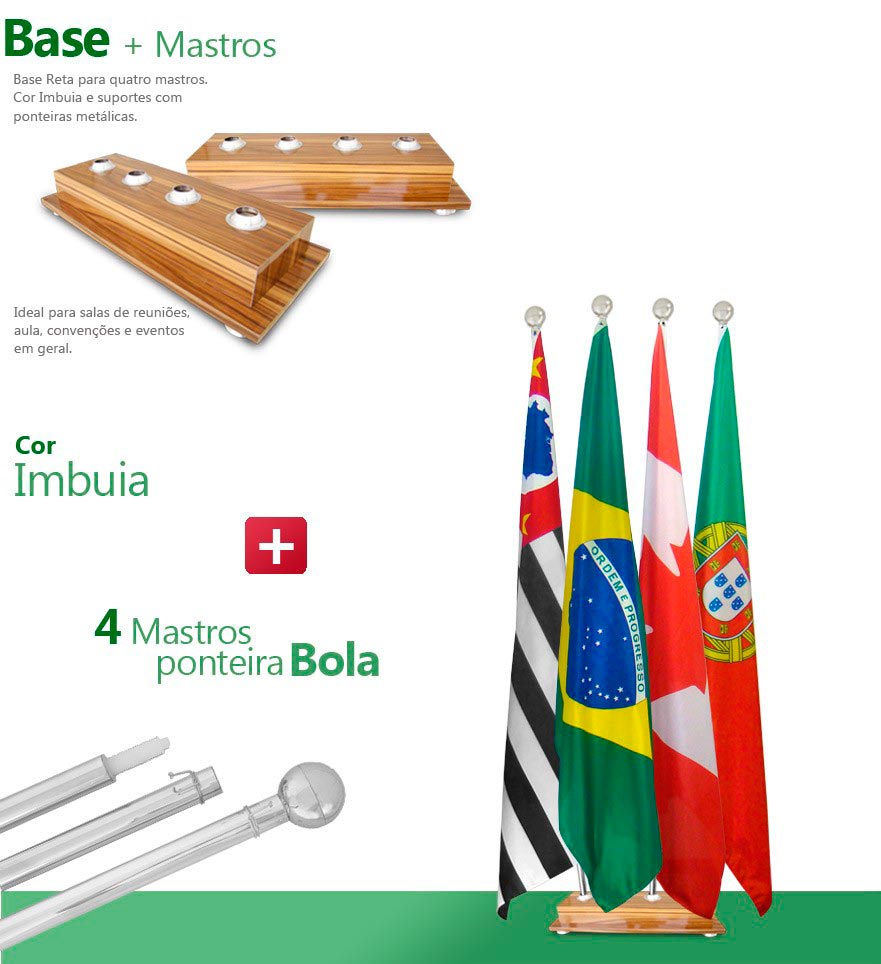 Base + Mastros
Base Reta para quatro mastros.
Cor Imbuia e suportes com
ponteiras metálicas.
Ideal para salas de reuniões,
aula, convenções e eventos
em geral.
Cor
Imbuia
4 Mastros
ponteira Bola
ORDEM E PROGRESSO